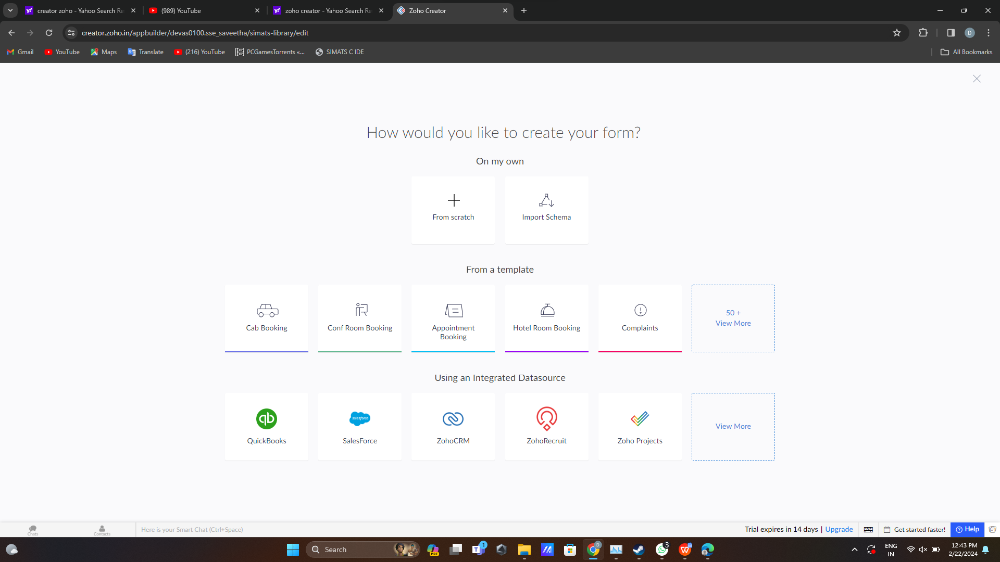 creator zoho - Yahoo Search Re
(989) YouTube
zoho creator - Yahoo Search Re
Zoho Creator
creator.zoho.in/appbuilder/devas0100.sse_saveetha/simats-library/edit
D
Gmail
YouTube
Maps
Translate
(216) YouTube
PCGamesTorrents «...
SIMATS C IDE
All Bookmarks
How would you like to create your form?
On my own
From scratch
Import Schema
From a template
Cab Booking
Conf Room Booking
Appointment
Booking
Hotel Room Booking
Complaints
50 +
View More
Using an Integrated Datasource
qb
QuickBooks
salesforce
SalesForce
ZohoCRM
ZohoRecruit
Zoho Projects
View More
Chats
Contacts
Here is your Smart Chat (Ctrl+Space)
Trial expires in 14 days | Upgrade
Get started faster!
Help
Search
PRE
1
D
3
ENG
IN
12:43 PM
2/22/2024